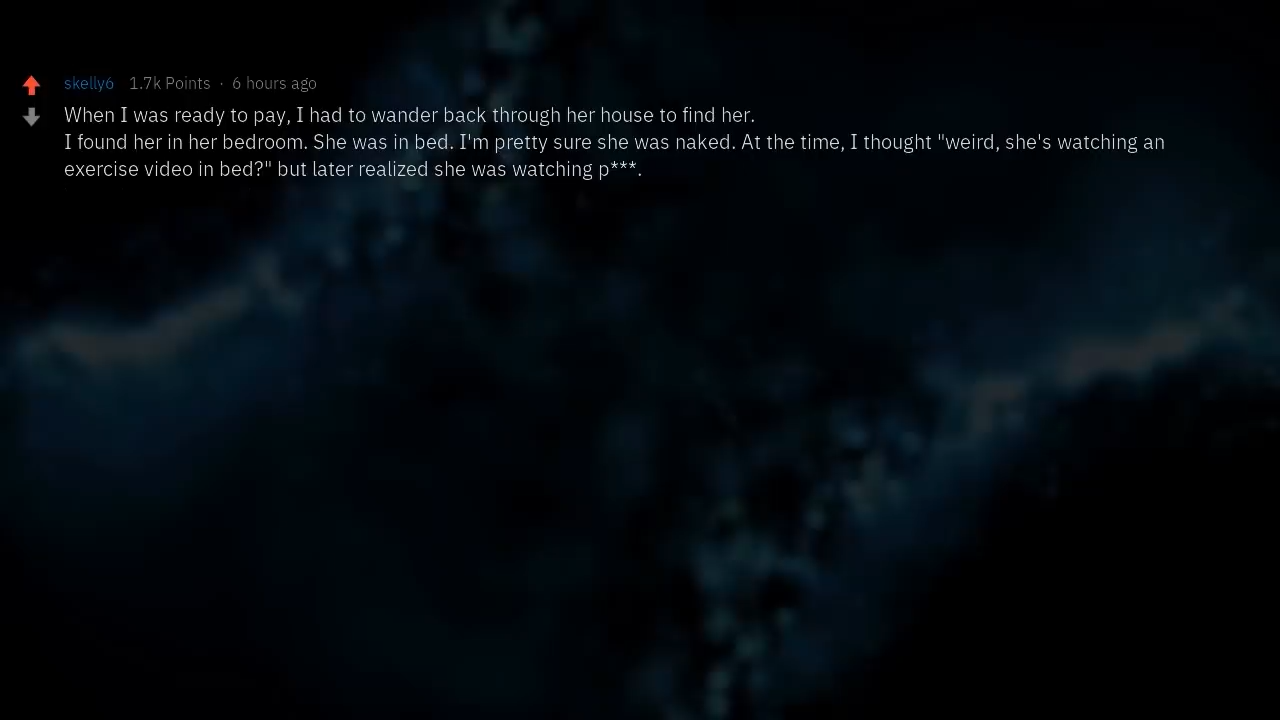 skelly6 1.7k Points · 6 hours ago
When I was ready to pay, I had to wander back through her house to find her.
I found her in her bedroom. She was in bed. I'm pretty sure she was naked. At the time, I thought "weird, she's watching an
exercise video in bed?" but later realized she was watching p***.